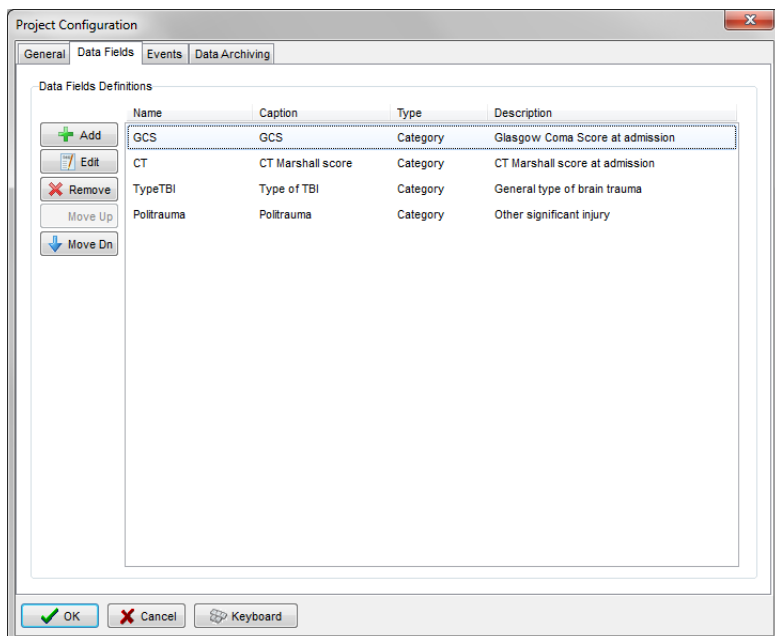 Project Configuration
General Data Fields Events Data Archiving
Data Fields Definitions
Name Caption Type Description
Add
GCS GCS Category Glasgow Coma Score at admission
Edit
CT CT Marshall score Category CT Marshall score at admission
Remove
TypeTBI Type of TBI Category General type of brain trauma
Move Up
Politrauma Politrauma Category Other significant injury
Move Dn
OK Cancel Keyboard